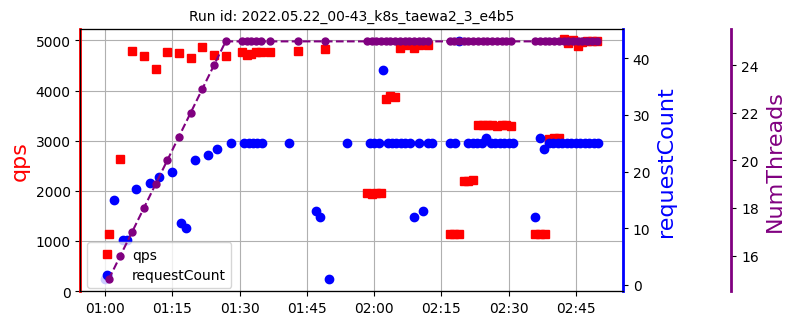 Run id: 2022.05.22_00-43_k8s_taewa2_3_e4b5
5000
4000
3000
2000
1000
0
qps
40
30
20
10
0
requestCount
24
22
20
18
16
NumThreads
qps
requestCount
01:00 01:15 01:30 01:45 02:00 02:15 02:30 02:45